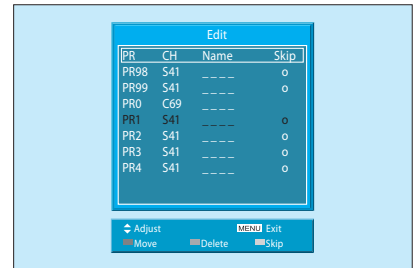 Edit
PR CH Name Skip
PR98 S41 _ _ _ _ o
PR99 S41 _ _ _ _ o
PR0 C69 _ _ _ _
PR1 S41 _ _ _ _ o
PR2 S41 _ _ _ _ o
PR3 S41 _ _ _ _ o
PR4 S41 _ _ _ _ o
Adjust MENU Exit
Move Delete Skip